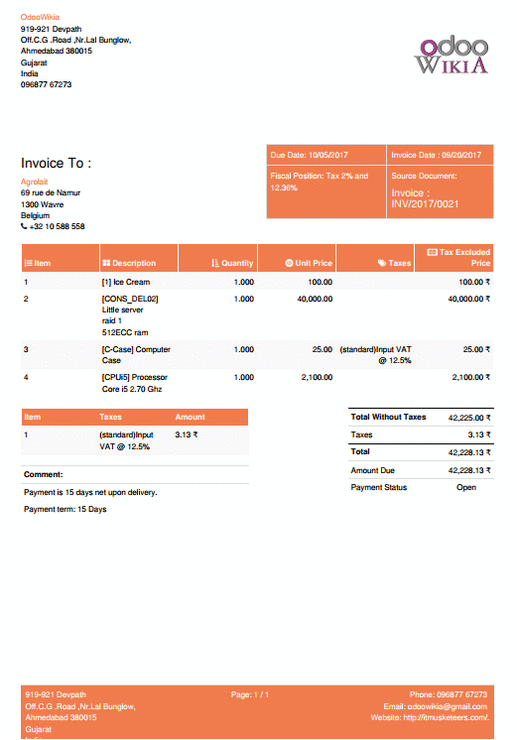 OdooWikia
919-921 Devpath
Off.C.G .Road ,Nr.Lal Bunglow,
Ahmedabad 380015
Gujarat
India
096877 67273
odoo
WIKIA
Invoice To :
Agrolait
69 rue de Namur
1300 Wavre
Belgium
+32 10 588 558
Due Date: 10/05/2017 Invoice Date : 09/20/2017
Fiscal Position: Tax 2% and
12.36%
Source Document:
Invoice :
INV/2017/0021
Item Description Quantity Unit Price Taxes Tax Excluded
Price
1 [1] Ice Cream 1.000 100.00 100.00 ₹
2 [CONS_DEL02] 1.000 40,000.00 40,000.00 ₹
Little server
raid 1
512ECC ram
3 [C-Case] Computer 1.000 25.00 (standard)Input VAT 25.00 ₹
Case @ 12.5%
4 [CPUi5] Processor 1.000 2,100.00 2,100.00 ₹
Core i5 2.70 Ghz
Item Taxes Amount
1 (standard)Input 3.13 ₹
VAT @ 12.5%
Total Without Taxes 42,225.00 ₹
Taxes 3.13 ₹
Total 42,228.13 ₹
Amount Due 42,228.13 ₹
Payment Status Open
Comment:
Payment is 15 days net upon delivery.
Payment term: 15 Days
919-921 Devpath Page: 1 / 1 Phone: 096877 67273
Off.C.G .Road ,Nr.Lal Bunglow, Email: odoowikia@gmail.com
Ahmedabad 380015 Website: http://itmusketeers.com/.
Gujarat